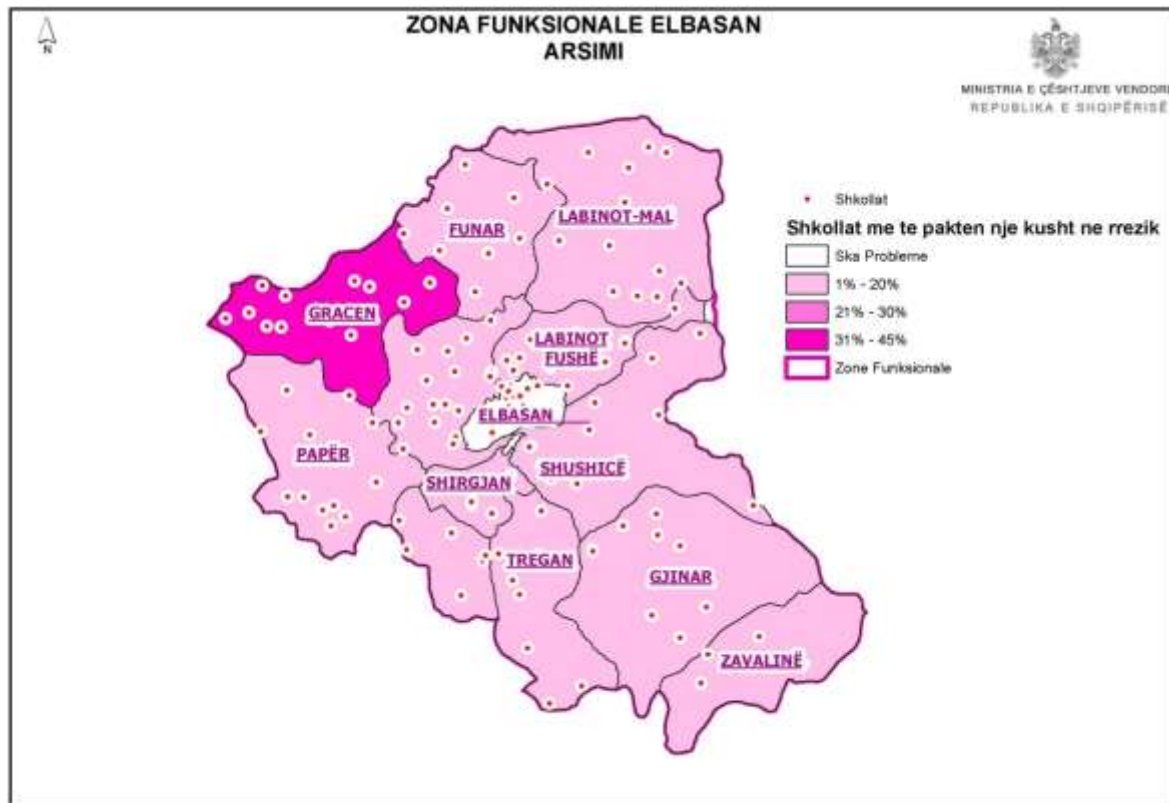 ZONA FUNKSIONALE ELBASAN
ARSIMI
N
MINISTRIA E ÇËSHTJEVE VENDORE
REPUBLIKA E SHQIPËRISË
Shkollat
Shkollat me te pakten nje kusht ne rrezik
Ska Probleme
1% - 20%
21% - 30%
31% - 45%
Zone Funksionale
LABINOT-MAL
FUNAR
GRACEN
LABINOT
FUSHË
ELBASAN
PAPËR
SHUSHICË
SHIRGJAN
TREGAN
GJINAR
ZAVALINË